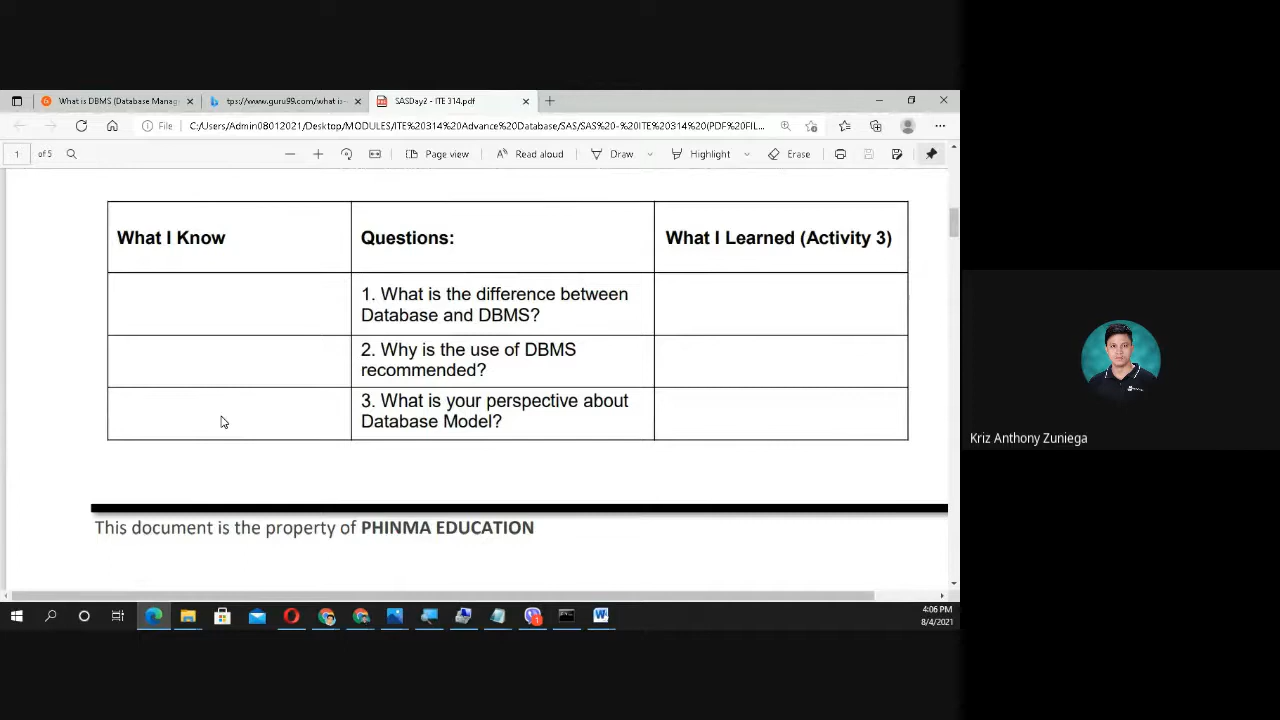 What is DBMS (Database Manag
tps://www.guru99.com/what is-
SASDay2 - ITE 314.pdf
File
C:/Users/Admin08012021/Desktop/MODULES/ITE%20314%20Advance%20Database/SAS/SAS%20-%20ITE%20314%20(PDF%20FIL...
1 of 5
Page view
Read aloud
Draw
Highlight
Erase
What I Know
Questions:
What I Learned (Activity 3)
1. What is the difference between
Database and DBMS?
2. Why is the use of DBMS
recommended?
3. What is your perspective about
Database Model?
This document is the property of PHINMA EDUCATION
Kriz Anthony Zuniega
4:06 PM
8/4/2021